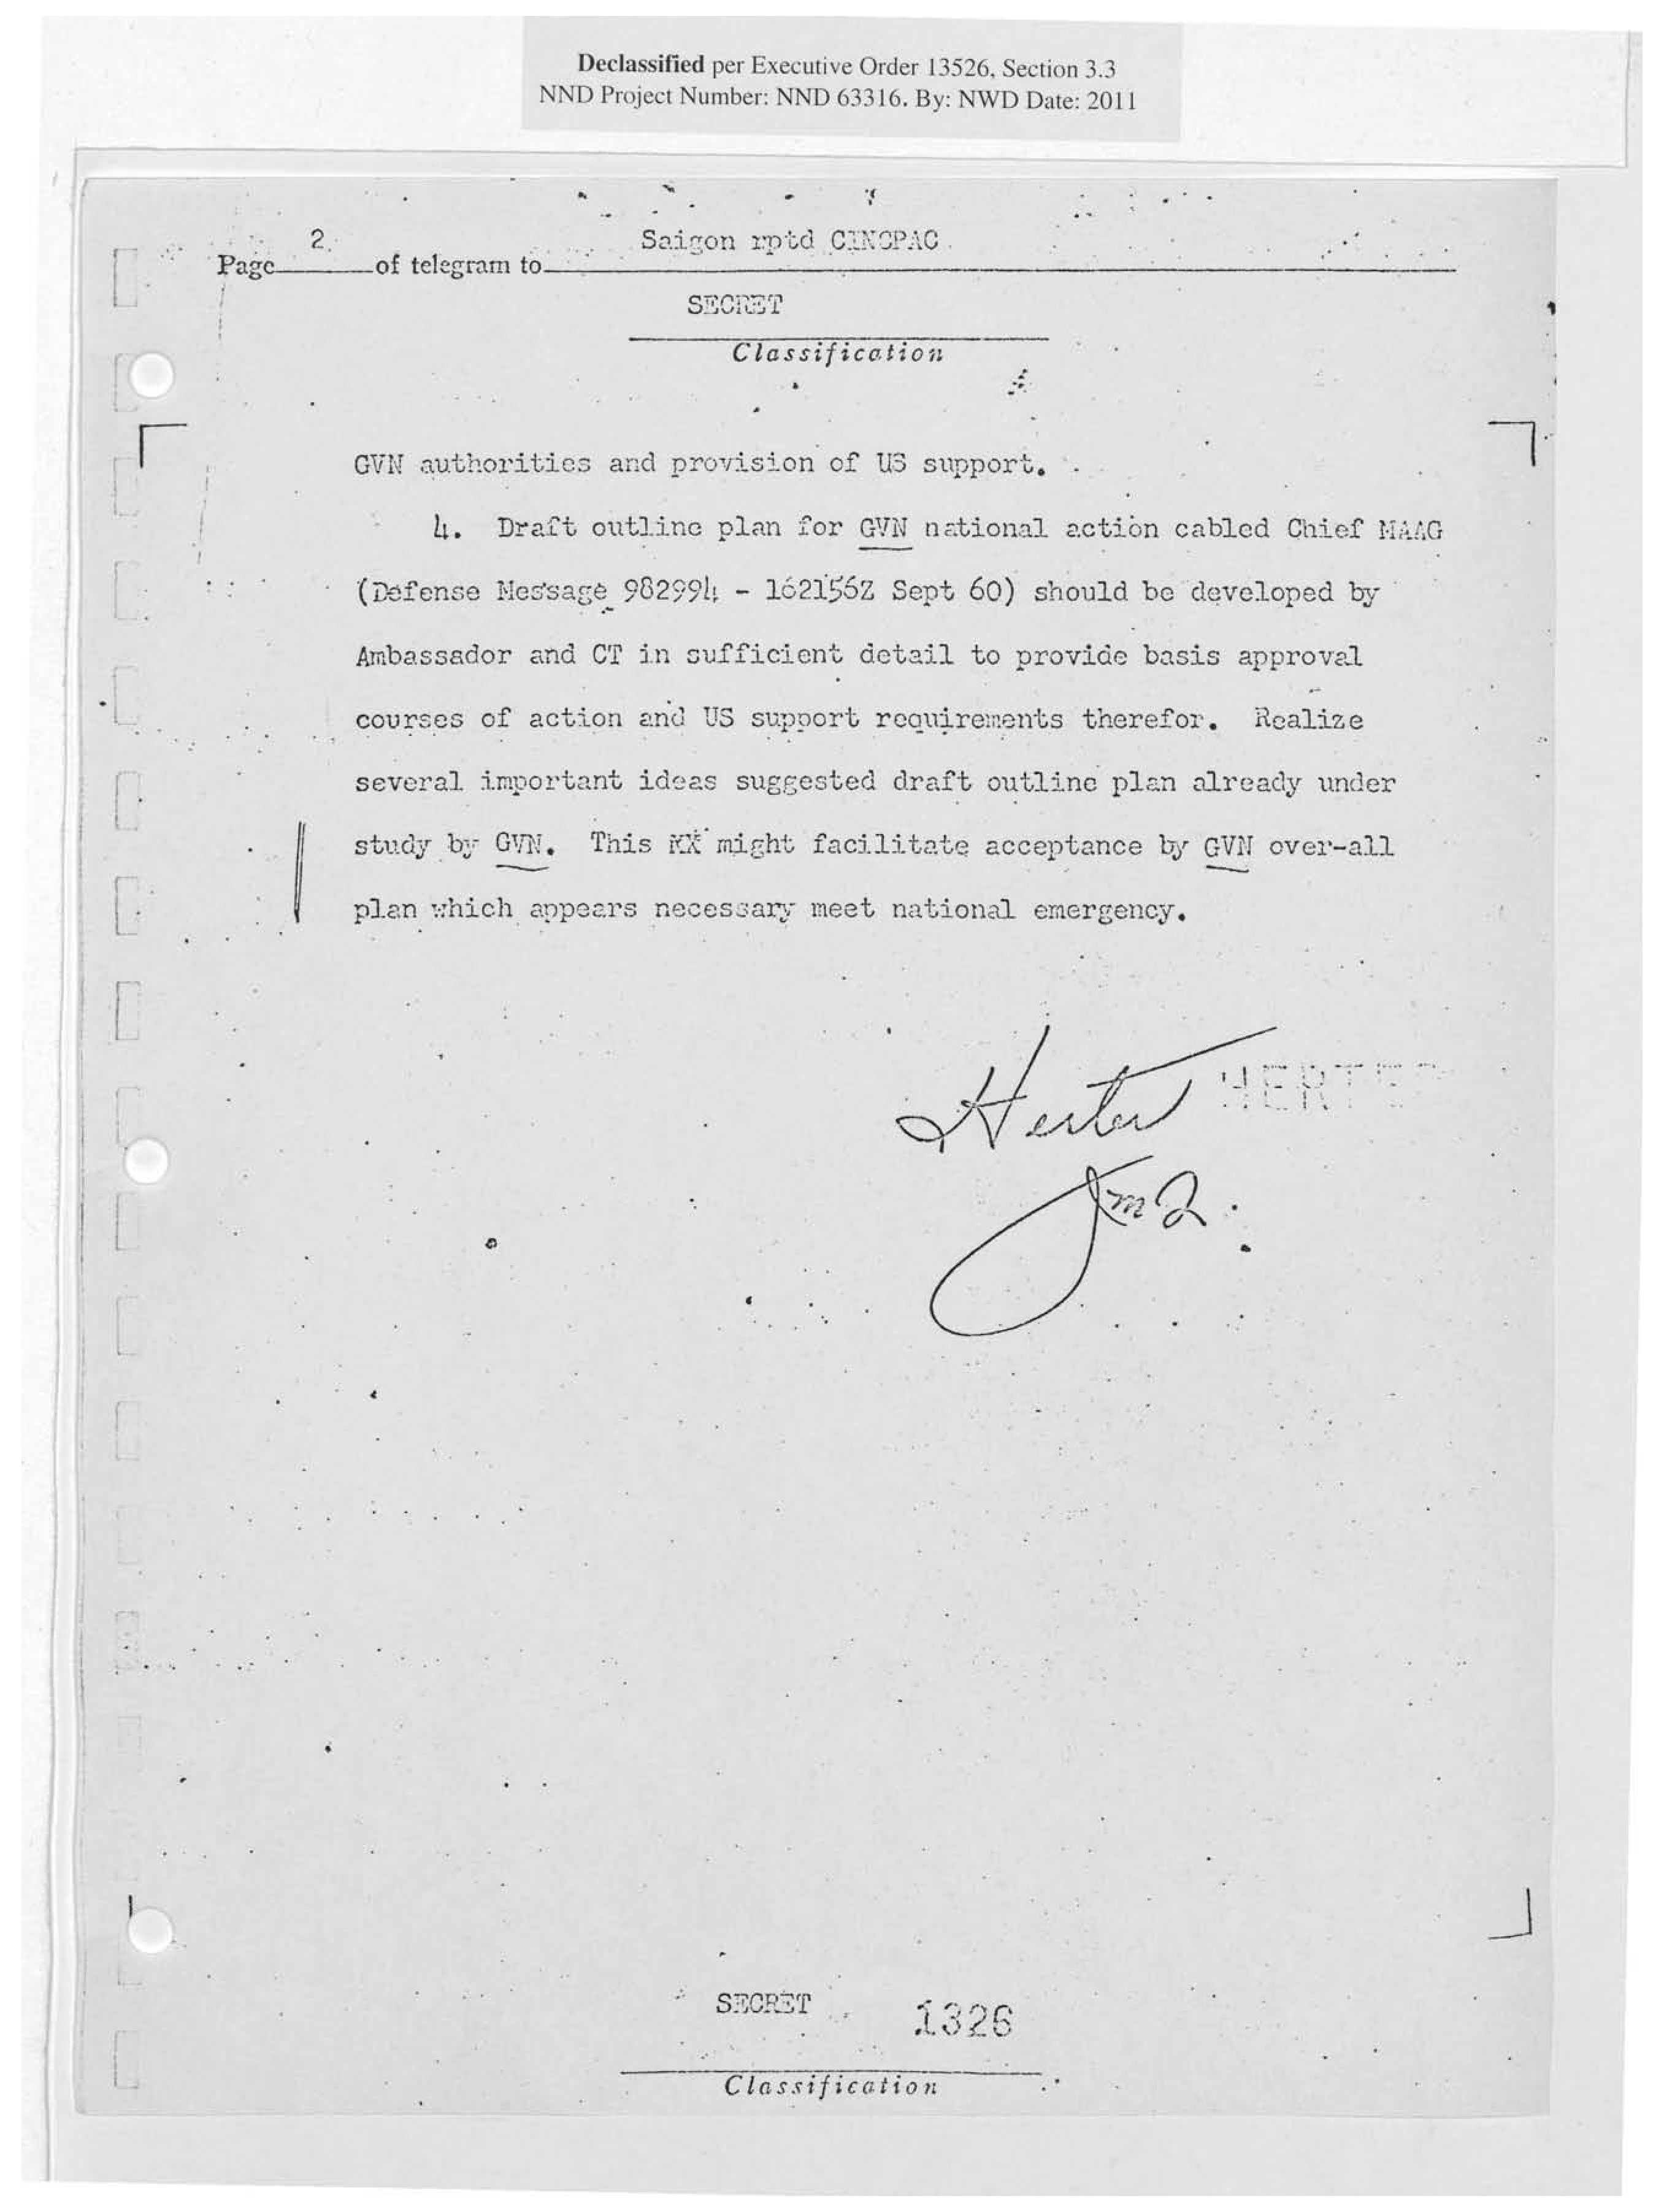 Declassified per Executive Order 13526, Section 3.3
NND Project Number: NND 63316. By: NWD Date: 2011
Page 2 of telegram to Saigon rptd CINCPAC
SECRET
Classification
GVN authorities and provision of US support.
4. Draft outline plan for GVN national action cabled Chief MAAG
(Defense Message 982994 - 162156Z Sept 60) should be developed by
Ambassador and CT in sufficient detail to provide basis approval
courses of action and US support requirements therefor. Realize
several important ideas suggested draft outline plan already under
study by GVN. This XX might facilitate acceptance by GVN over-all
plan which appears necessary meet national emergency.
Herter HERTER
SECRET 1326
Classification